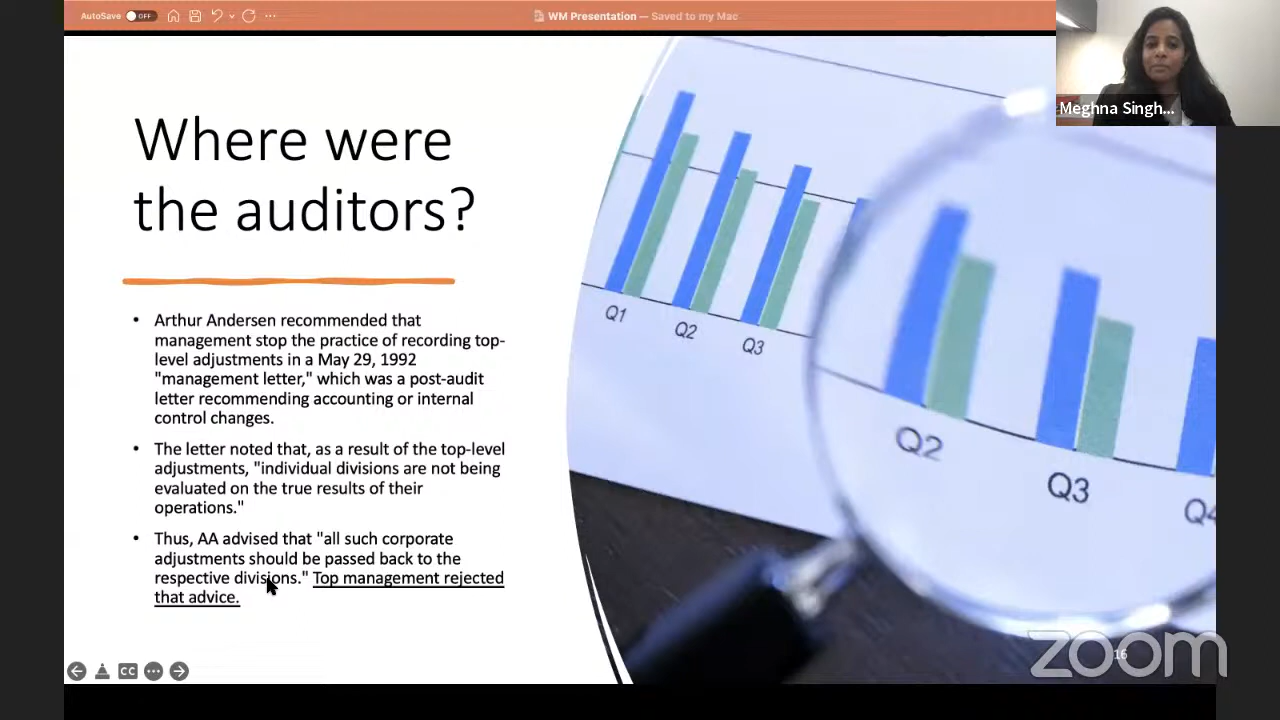 AutoSave OFF
WM Presentation — Saved to my Mac
Meghna Singh...
Where were
the auditors?
• Arthur Andersen recommended that
management stop the practice of recording top-
level adjustments in a May 29, 1992
"management letter," which was a post-audit
letter recommending accounting or internal
control changes.
• The letter noted that, as a result of the top-level
adjustments, "individual divisions are not being
evaluated on the true results of their
operations."
• Thus, AA advised that "all such corporate
adjustments should be passed back to the
respective divisions." Top management rejected
that advice.
Q1
Q2
Q3
Q2
Q3
Q4
CC
16
zoom